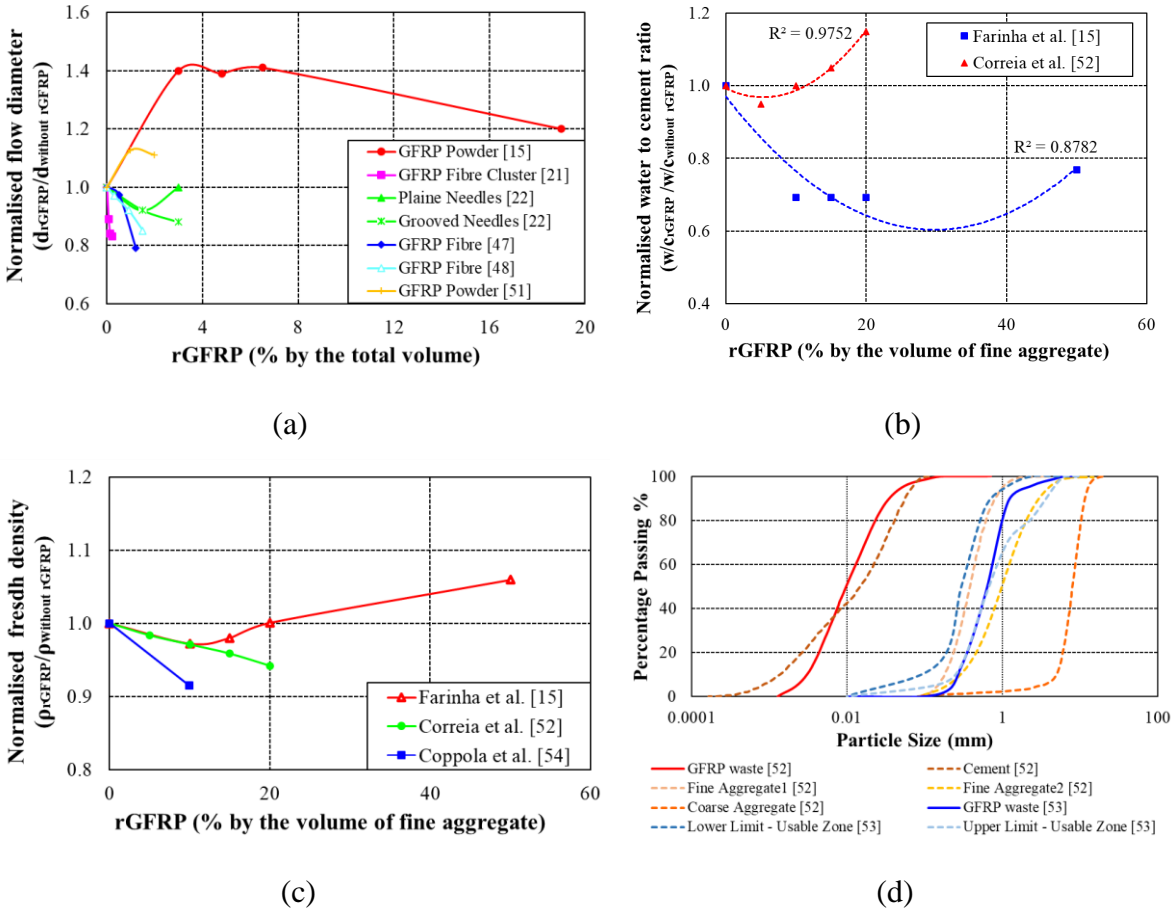 Normalised flow diameter
(drGFRP/dwithout rGFRP)
1.6
1.4
1.2
1.0
0.8
0.6
GFRP Powder [15]
GFRP Fibre Cluster [21]
Plaine Needles [22]
Grooved Needles [22]
GFRP Fibre [47]
GFRP Fibre [48]
GFRP Powder [51]
0 4 8 12 16 20
rGFRP (% by the total volume)
(a)
Normalised water to cement ratio
(w/crGFRP /w/cwithout rGFRP)
1.2
1.0
0.8
0.6
0.4
R² = 0.9752
Farinha et al. [15]
Correia et al. [52]
R² = 0.8782
0 20 40 60
rGFRP (% by the volume of fine aggregate)
(b)
Normalised fresdh density
(ρrGFRP/ρwithout rGFRP)
1.2
1.1
1.0
0.9
0.8
Farinha et al. [15]
Correia et al. [52]
Coppola et al. [54]
0 20 40 60
rGFRP (% by the volume of fine aggregate)
(c)
Percentage Passing %
100
80
60
40
20
0
0.0001 0.01 1 100
Particle Size (mm)
GFRP waste [52] Cement [52]
Fine Aggregate1 [52] Fine Aggregate2 [52]
Coarse Aggregate [52] GFRP waste [53]
Lower Limit - Usable Zone [53] Upper Limit - Usable Zone [53]
(d)